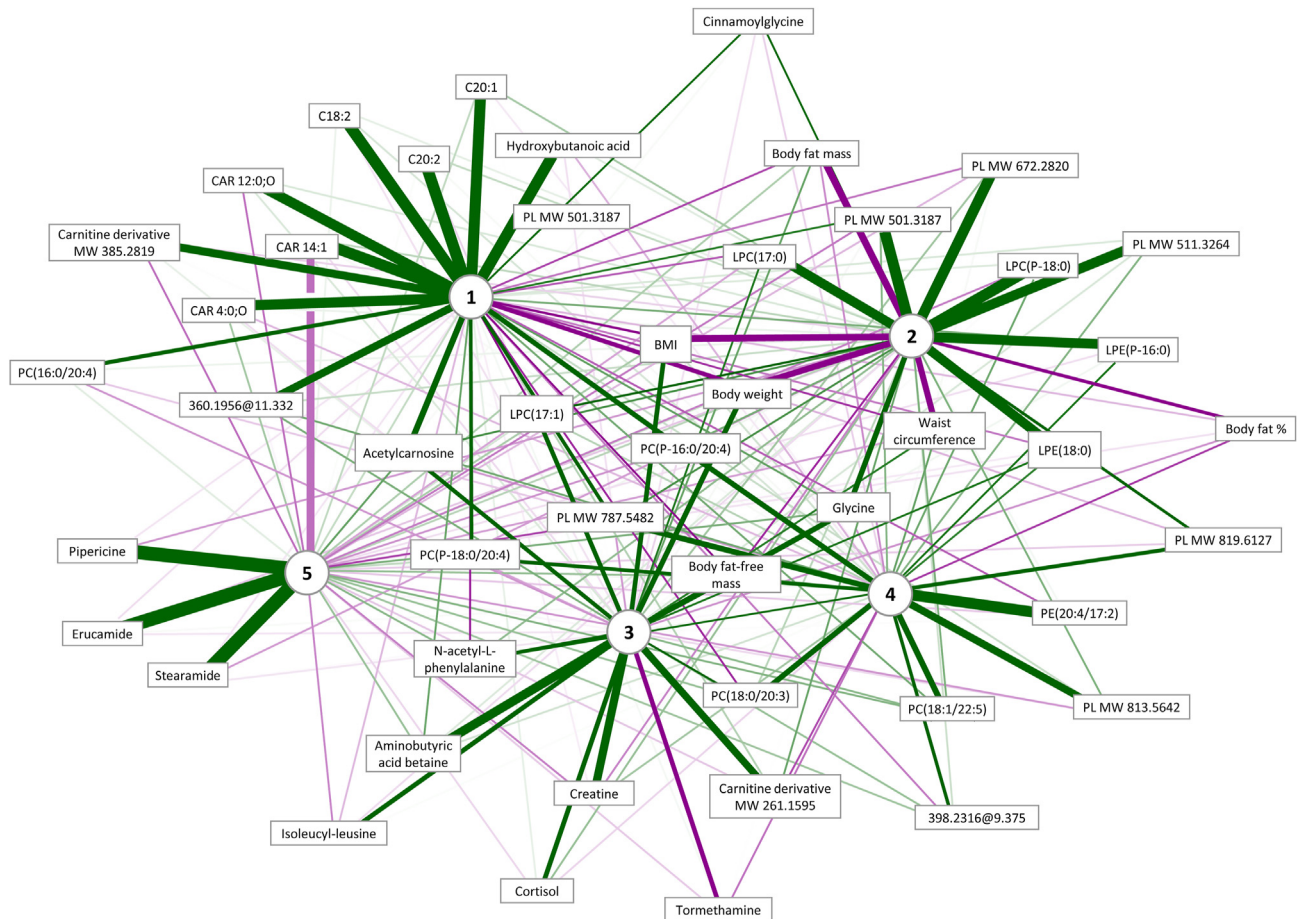 Cinnamoylglycine
C20:1
C18:2
Hydroxybutanoic acid
C20:2
Body fat mass
PL MW 672.2820
CAR 12:0;O
PL MW 501.3187
PL MW 501.3187
Carnitine derivative
MW 385.2819
CAR 14:1
PL MW 511.3264
LPC(17:0)
LPC(P-18:0)
1
CAR 4:0;O
2
BMI
LPE(P-16:0)
PC(16:0/20:4)
360.1956@11.332
Body weight
LPC(17:1)
Waist
circumference
Body fat %
Acetylcarnosine
PC(P-16:0/20:4)
LPE(18:0)
Glycine
PL MW 787.5482
Pipericine
PC(P-18:0/20:4)
PL MW 819.6127
5
Body fat-free
mass
4
PE(20:4/17:2)
Erucamide
3
N-acetyl-L-
phenylalanine
Stearamide
PC(18:0/20:3)
PC(18:1/22:5)
PL MW 813.5642
Aminobutyric
acid betaine
Creatine
Carnitine derivative
MW 261.1595
398.2316@9.375
Isoleucyl-leusine
Cortisol
Tormethamine